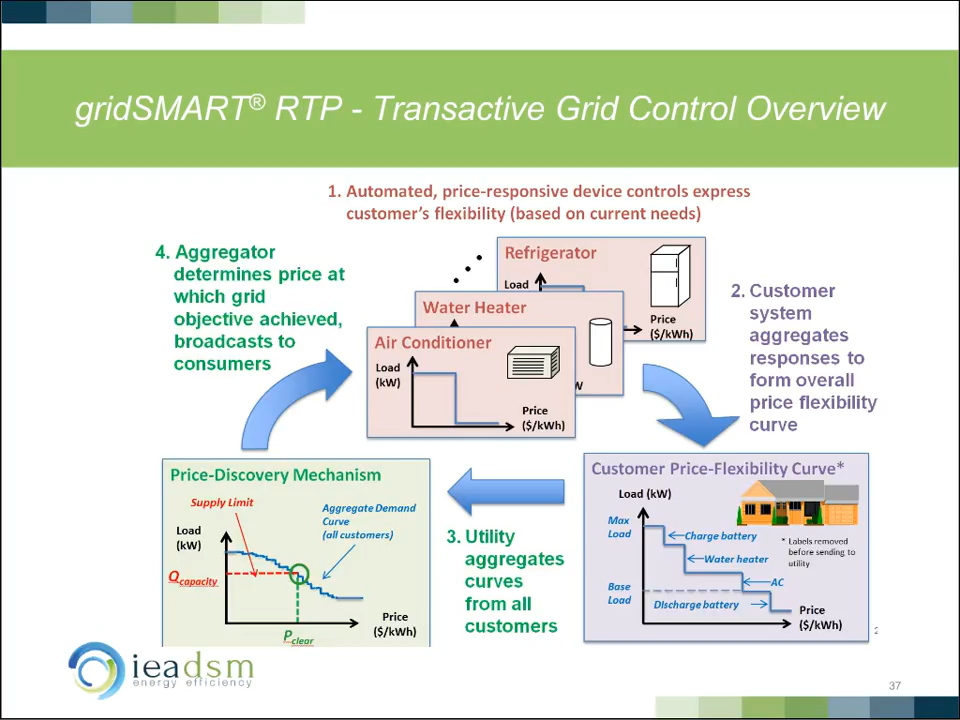 gridSMART® RTP - Transactive Grid Control Overview
1. Automated, price-responsive device controls express
customer's flexibility (based on current needs)
4. Aggregator
determines price at
which grid
objective achieved,
broadcasts to
consumers
Refrigerator
Load
Price
($/kWh)
Water Heater
Air Conditioner
Load
(kW)
Price
($/kWh)
2. Customer
system
aggregates
responses to
form overall
price flexibility
curve
Price-Discovery Mechanism
Supply Limit
Aggregate Demand
Curve
(all customers)
Load
(kW)
Qcapacity
Price
($/kWh)
Pclear
3. Utility
aggregates
curves
from all
customers
Customer Price-Flexibility Curve*
Load (kW)
Max
Load
Charge battery
Water heater
* Labels removed
before sending to
utility
AC
Base
Load
Discharge battery
Price
($/kWh)
ieadsm
energy efficiency
37